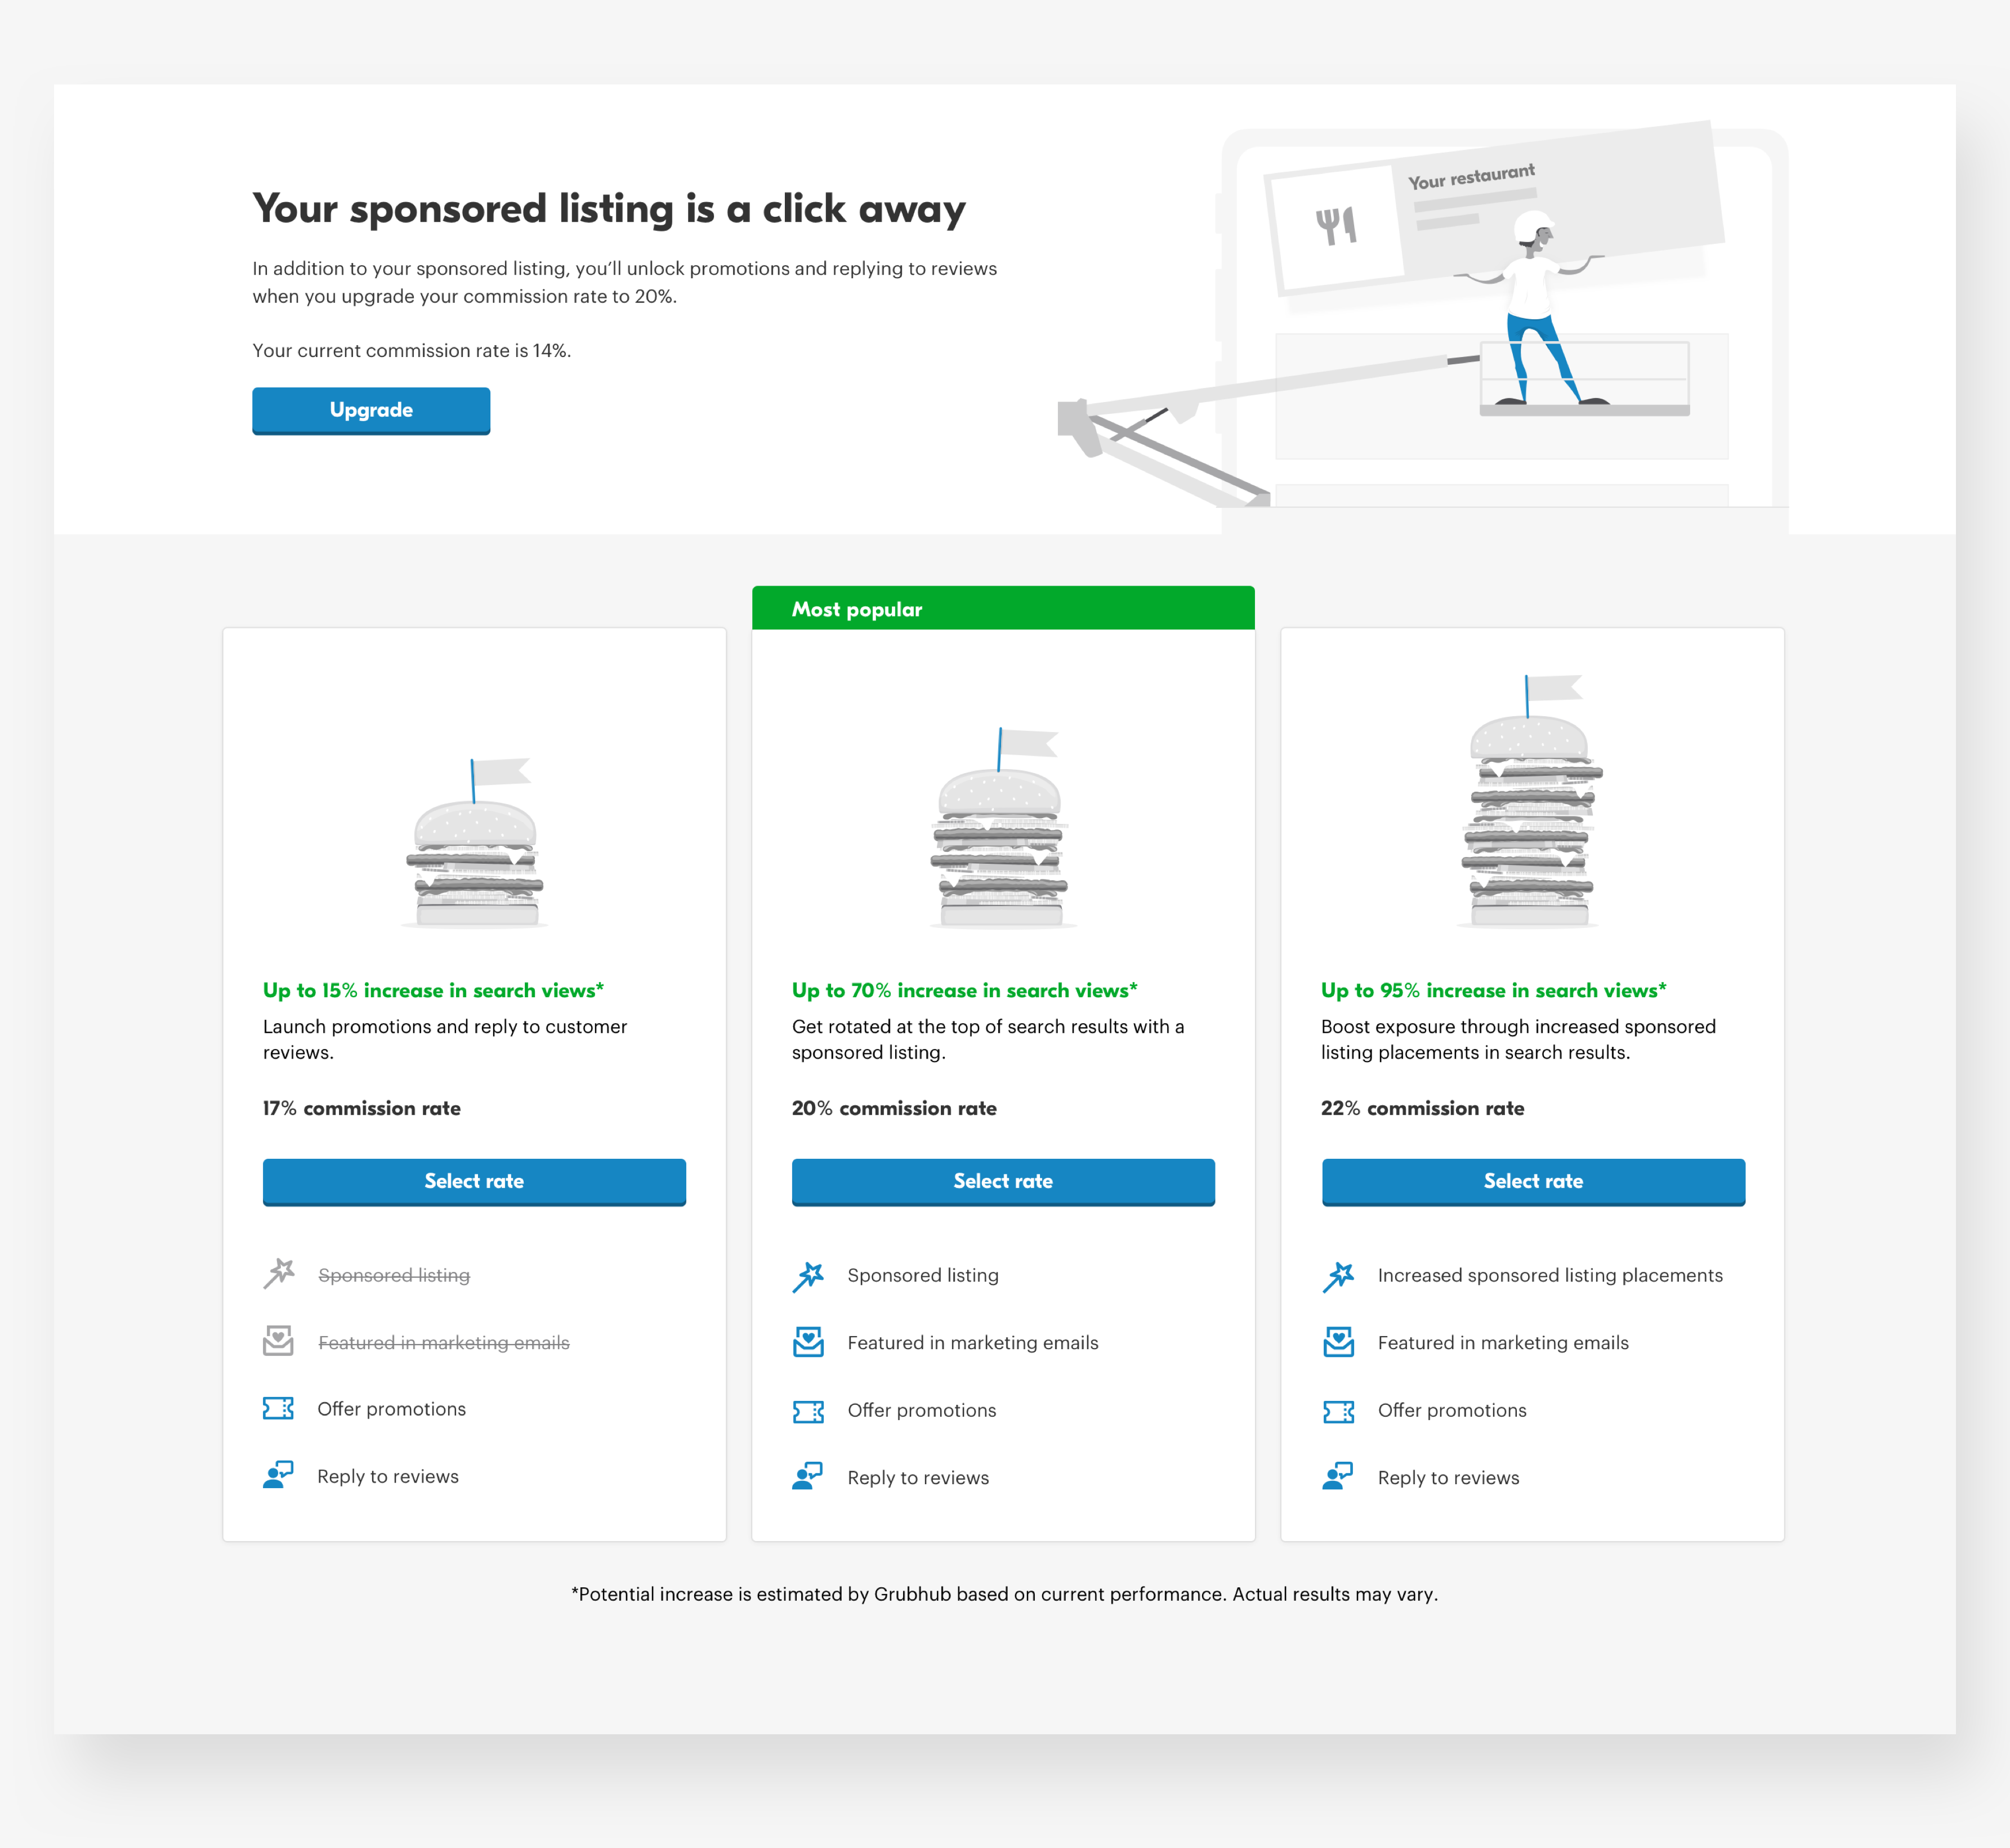 Your sponsored listing is a click away
In addition to your sponsored listing, you'll unlock promotions and replying to reviews
when you upgrade your commission rate to 20%.
Your current commission rate is 14%.
Upgrade
Your restaurant
Most popular
Up to 15% increase in search views*
Launch promotions and reply to customer
reviews.
17% commission rate
Select rate
Sponsored listing
Featured in marketing emails
Offer promotions
Reply to reviews
Up to 70% increase in search views*
Get rotated at the top of search results with a
sponsored listing.
20% commission rate
Select rate
Sponsored listing
Featured in marketing emails
Offer promotions
Reply to reviews
Up to 95% increase in search views*
Boost exposure through increased sponsored
listing placements in search results.
22% commission rate
Select rate
Increased sponsored listing placements
Featured in marketing emails
Offer promotions
Reply to reviews
*Potential increase is estimated by Grubhub based on current performance. Actual results may vary.